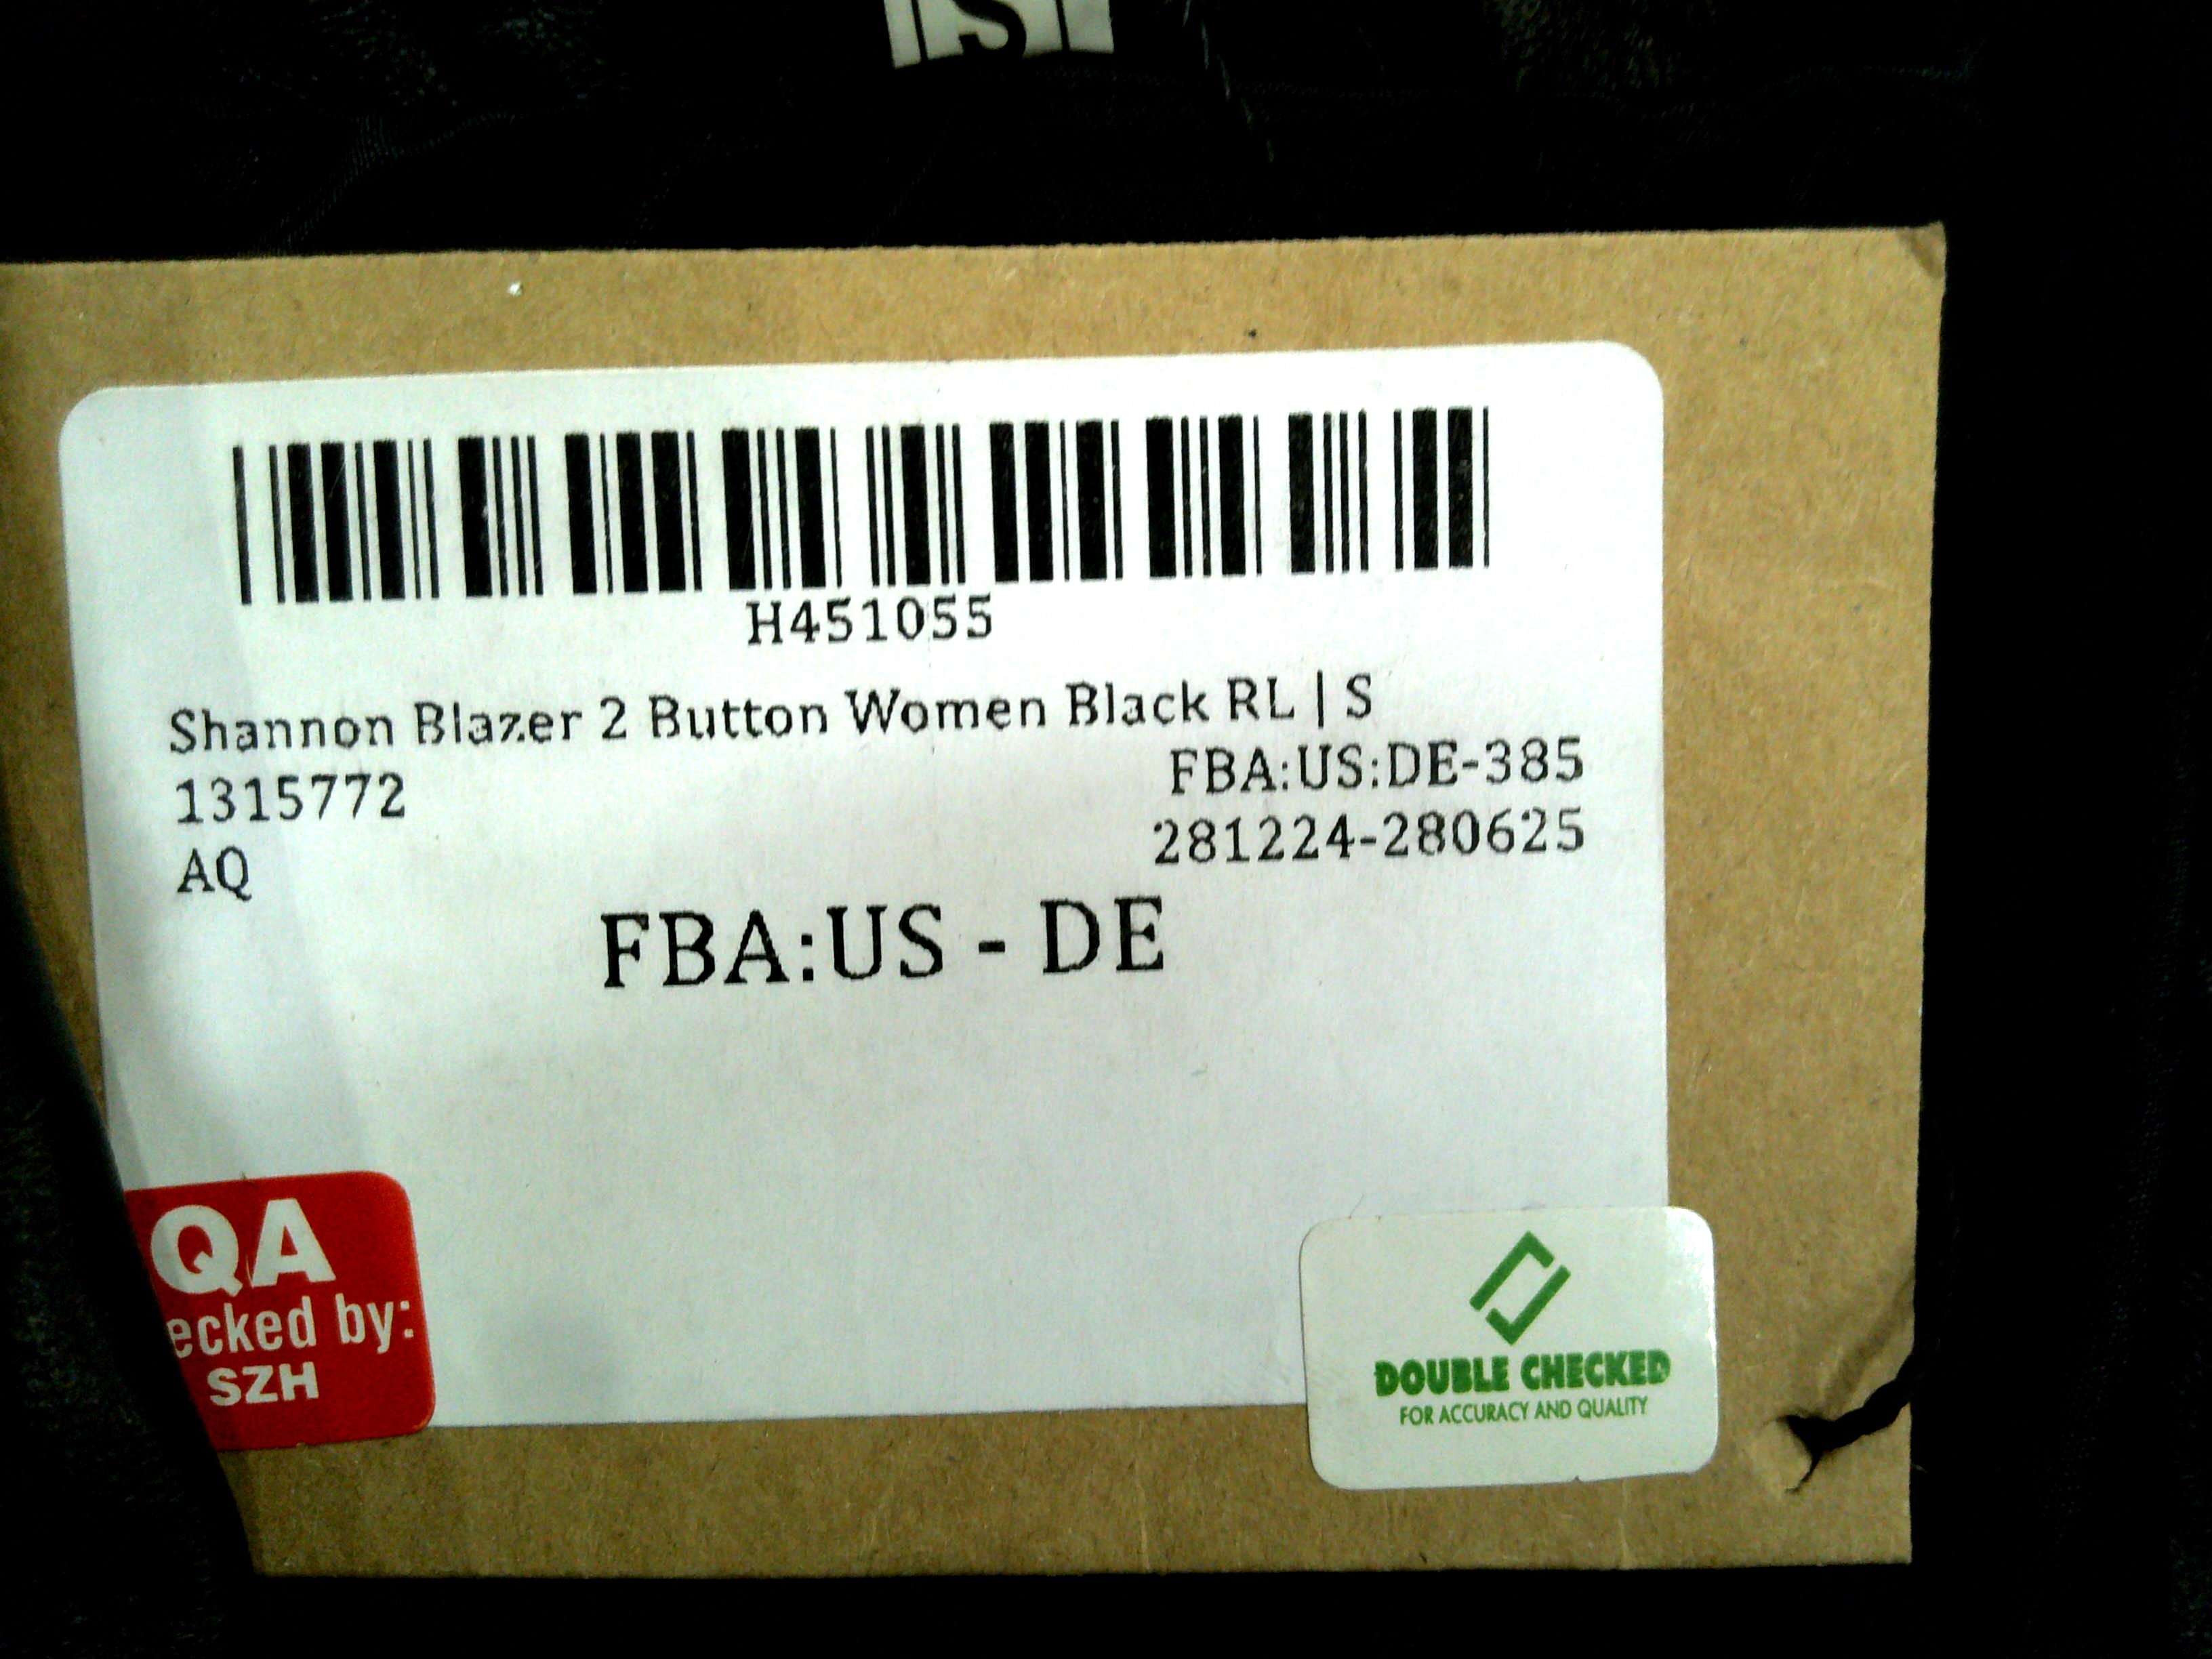 S
H451055
Shannon Blazer 2 Button Women Black RL | S
1315772
FBA:US:DE-385
AQ
281224-280625
FBA:US - DE
QA
ecked by:
SZH
DOUBLE CHECKED
FOR ACCURACY AND QUALITY